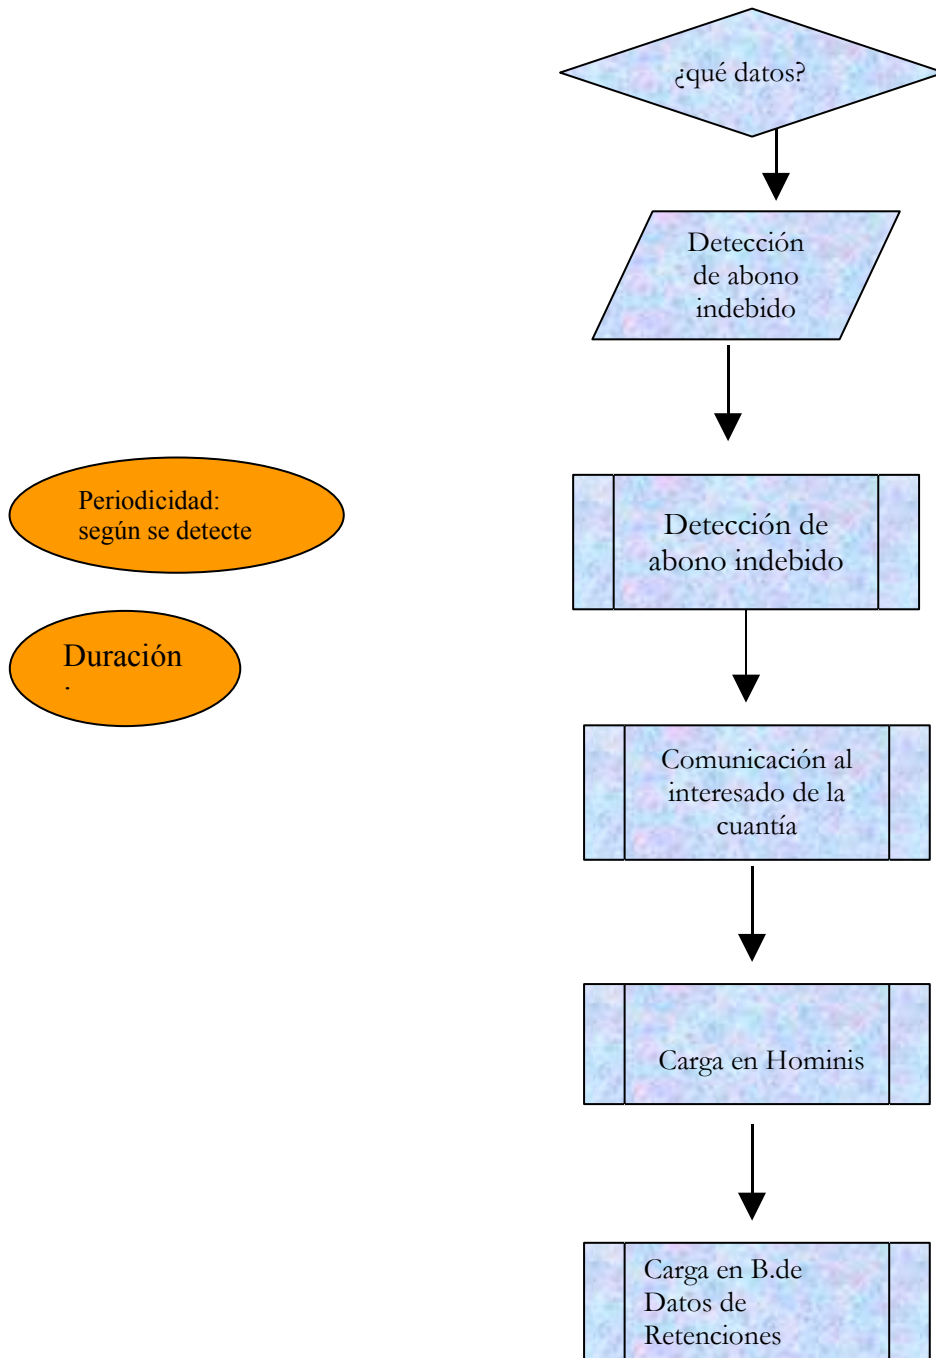 ¿qué datos?
Detección
de abono
indebido
Periodicidad:
según se detecte
Detección de
abono indebido
Duración
Comunicación al
interesado de la
cuantía
Carga en Hominis
Carga en B.de
Datos de
Retenciones